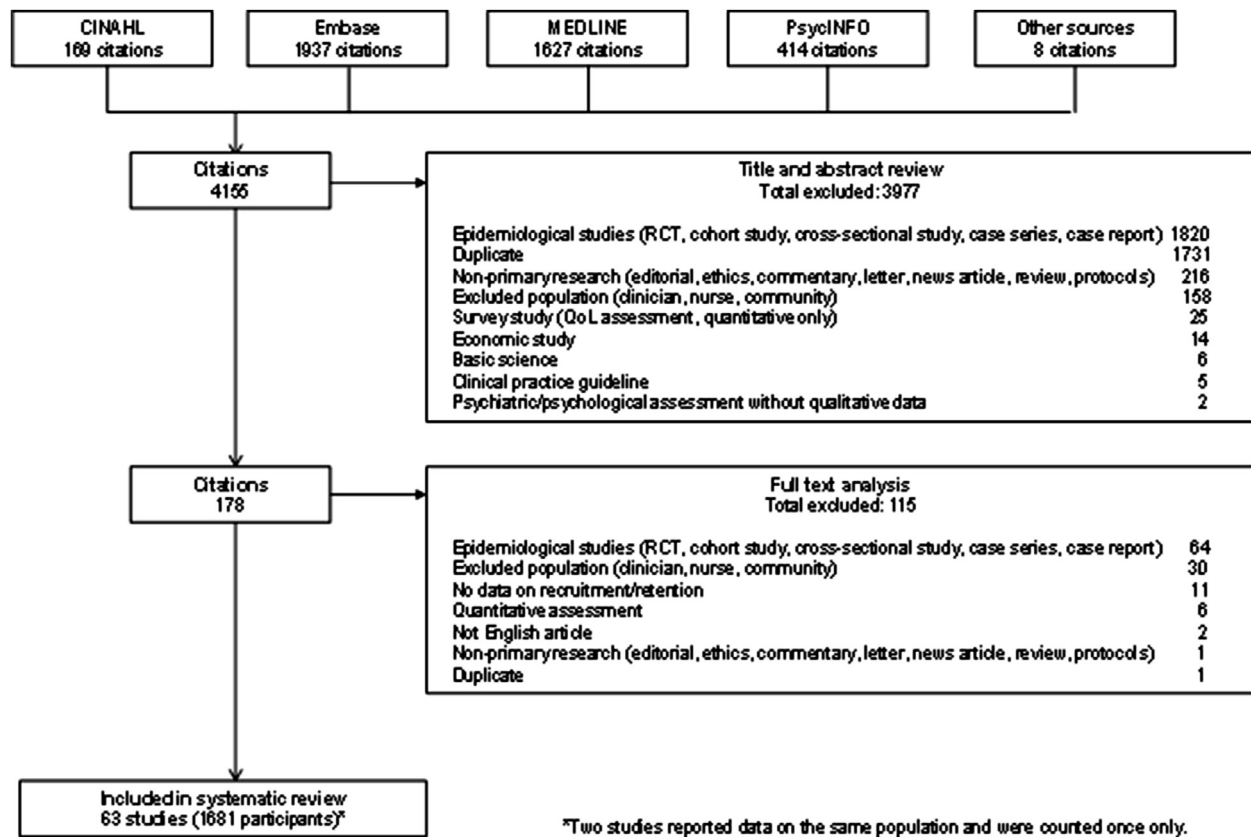 CINAHL
169 citations
Embase
1937 citations
MEDLINE
1627 citations
PsycINFO
414 citations
Other sources
8 citations
Citations
4155
Title and abstract review
Total excluded: 3977
Epidemiological studies (RCT, cohort study, cross-sectional study, case series, case report) 1820
Duplicate 1731
Non-primary research (editorial, ethics, commentary, letter, news article, review, protocols) 216
Excluded population (clinician, nurse, community) 158
Survey study (QoL assessment, quantitative only) 25
Economic study 14
Basic science 6
Clinical practice guideline 5
Psychiatric/psychological assessment without qualitative data 2
Citations
178
Full text analysis
Total excluded: 115
Epidemiological studies (RCT, cohort study, cross-sectional study, case series, case report) 64
Excluded population (clinician, nurse, community) 30
No data on recruitment/retention 11
Quantitative assessment 6
Not English article 2
Non-primary research (editorial, ethics, commentary, letter, news article, review, protocols) 1
Duplicate 1
Included in systematic review
63 studies (1681 participants)*
*Two studies reported data on the same population and were counted once only.